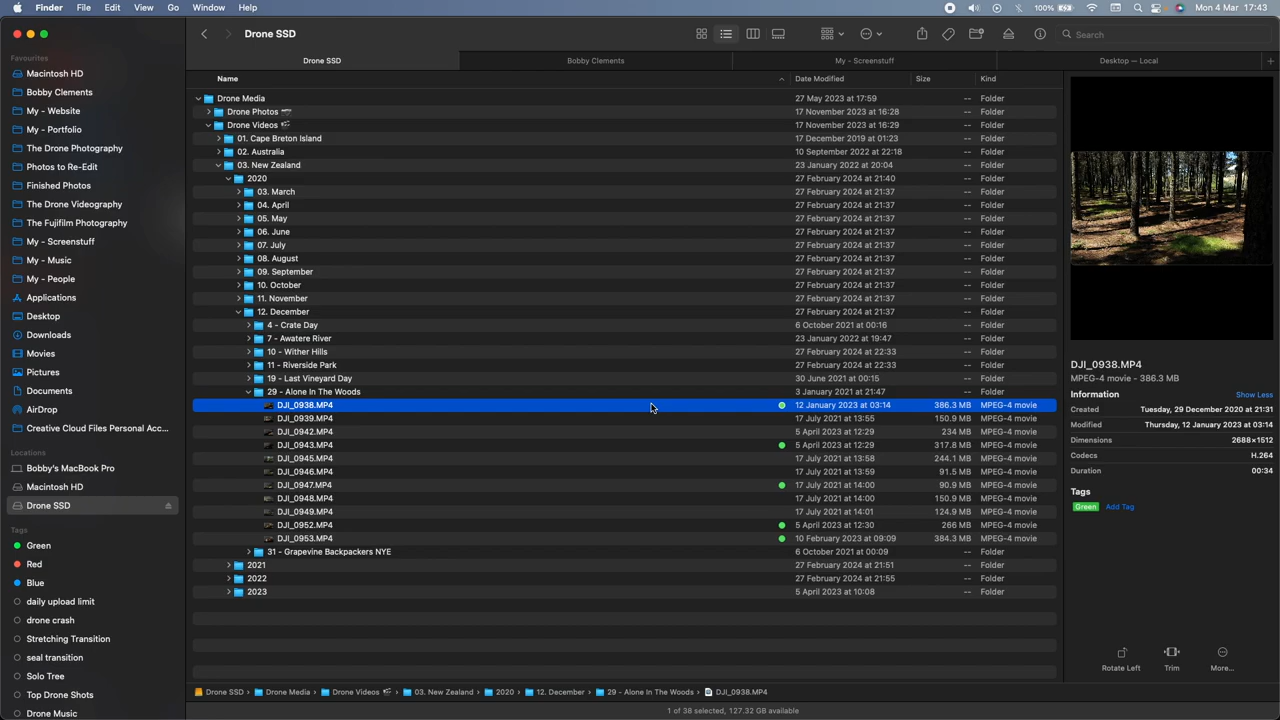 Finder File Edit View Go Window Help 100% Mon 4 Mar 17:43
Drone SSD Search
Drone SSD Bobby Clements My - Screenstuff Desktop — Local
Favourites
Macintosh HD
Bobby Clements
My - Website
My - Portfolio
The Drone Photography
Photos to Re-Edit
Finished Photos
The Drone Videography
The Fujifilm Photography
My - Screenstuff
My - Music
My - People
Applications
Desktop
Downloads
Movies
Pictures
Documents
AirDrop
Creative Cloud Files Personal Acc...
Locations
Bobby's MacBook Pro
Macintosh HD
Drone SSD
Tags
Green
Red
Blue
daily upload limit
drone crash
Stretching Transition
seal transition
Solo Tree
Top Drone Shots
Drone Music
Name Date Modified Size Kind
Drone Media 27 May 2023 at 17:59 -- Folder
Drone Photos 17 November 2023 at 16:28 -- Folder
Drone Videos 17 November 2023 at 16:29 -- Folder
01. Cape Breton Island 17 December 2019 at 01:23 -- Folder
02. Australia 10 September 2022 at 22:18 -- Folder
03. New Zealand 23 January 2022 at 20:04 -- Folder
2020 27 February 2024 at 21:40 -- Folder
03. March 27 February 2024 at 21:37 -- Folder
04. April 27 February 2024 at 21:37 -- Folder
05. May 27 February 2024 at 21:37 -- Folder
06. June 27 February 2024 at 21:37 -- Folder
07. July 27 February 2024 at 21:37 -- Folder
08. August 27 February 2024 at 21:37 -- Folder
09. September 27 February 2024 at 21:37 -- Folder
10. October 27 February 2024 at 21:37 -- Folder
11. November 27 February 2024 at 21:37 -- Folder
12. December 27 February 2024 at 21:37 -- Folder
4 - Crate Day 6 October 2021 at 00:16 -- Folder
7 - Awatere River 23 January 2022 at 19:47 -- Folder
10 - Wither Hills 27 February 2024 at 22:33 -- Folder
11 - Riverside Park 27 February 2024 at 22:33 -- Folder
19 - Last Vineyard Day 30 June 2021 at 00:15 -- Folder
29 - Alone In The Woods 3 January 2021 at 21:47 -- Folder
DJI_0938.MP4 12 January 2023 at 03:14 386.3 MB MPEG-4 movie
DJI_0939.MP4 17 July 2021 at 13:55 150.9 MB MPEG-4 movie
DJI_0942.MP4 5 April 2023 at 12:29 234 MB MPEG-4 movie
DJI_0943.MP4 5 April 2023 at 12:29 317.8 MB MPEG-4 movie
DJI_0945.MP4 17 July 2021 at 13:58 244.1 MB MPEG-4 movie
DJI_0946.MP4 17 July 2021 at 13:59 91.5 MB MPEG-4 movie
DJI_0947.MP4 17 July 2021 at 14:00 90.9 MB MPEG-4 movie
DJI_0948.MP4 17 July 2021 at 14:00 150.9 MB MPEG-4 movie
DJI_0949.MP4 17 July 2021 at 14:01 124.9 MB MPEG-4 movie
DJI_0952.MP4 5 April 2023 at 12:30 266 MB MPEG-4 movie
DJI_0953.MP4 10 February 2023 at 09:09 384.3 MB MPEG-4 movie
31 - Grapevine Backpackers NYE 6 October 2021 at 00:09 -- Folder
2021 27 February 2024 at 21:51 -- Folder
2022 27 February 2024 at 21:55 -- Folder
2023 5 April 2023 at 10:08 -- Folder
DJI_0938.MP4
MPEG-4 movie - 386.3 MB
Information Show Less
Created Tuesday, 29 December 2020 at 21:31
Modified Thursday, 12 January 2023 at 03:14
Dimensions 2688×1512
Codecs H.264
Duration 00:34
Tags
Green Add Tag
Rotate Left Trim More...
Drone SSD › Drone Media › Drone Videos › 03. New Zealand › 2020 › 12. December › 29 - Alone In The Woods › DJI_0938.MP4
1 of 38 selected, 127.32 GB available